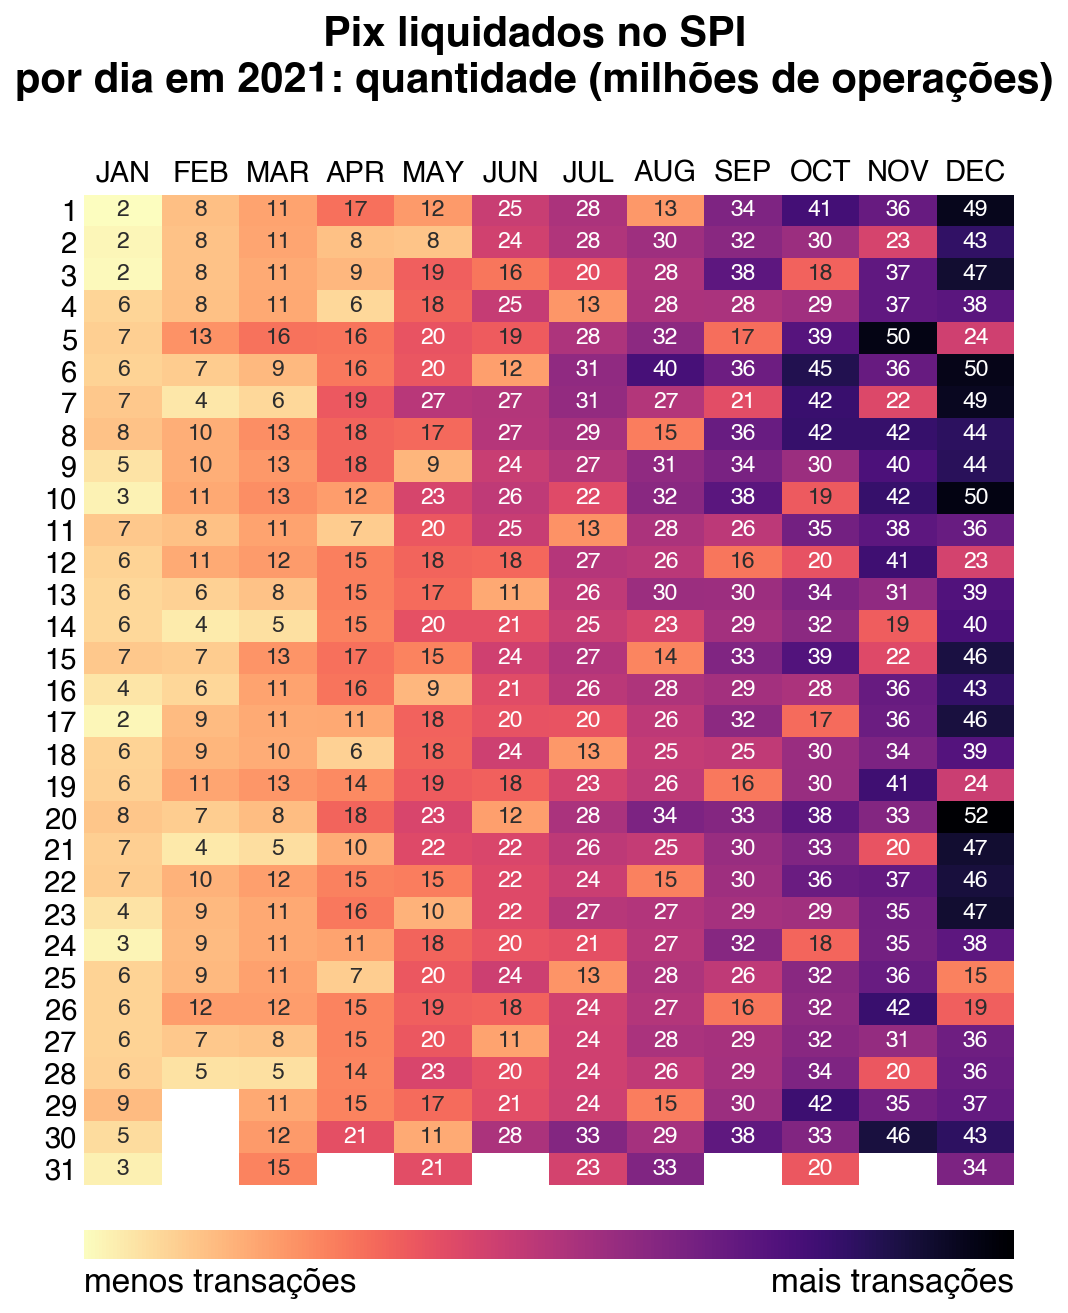 Pix liquidados no SPI
por dia em 2021: quantidade (milhões de operações)
JAN FEB MAR APR MAY JUN JUL AUG SEP OCT NOV DEC
1 2 8 11 17 12 25 28 13 34 41 36 49
2 2 8 11 8 8 24 28 30 32 30 23 43
3 2 8 11 9 19 16 20 28 38 18 37 47
4 6 8 11 6 18 25 13 28 28 29 37 38
5 7 13 16 16 20 19 28 32 17 39 50 24
6 6 7 9 16 20 12 31 40 36 45 36 50
7 7 4 6 19 27 27 31 27 21 42 22 49
8 8 10 13 18 17 27 29 15 36 42 42 44
9 5 10 13 18 9 24 27 31 34 30 40 44
10 3 11 13 12 23 26 22 32 38 19 42 50
11 7 8 11 7 20 25 13 28 26 35 38 36
12 6 11 12 15 18 18 27 26 16 20 41 23
13 6 6 8 15 17 11 26 30 30 34 31 39
14 6 4 5 15 20 21 25 23 29 32 19 40
15 7 7 13 17 15 24 27 14 33 39 22 46
16 4 6 11 16 9 21 26 28 29 28 36 43
17 2 9 11 11 18 20 20 26 32 17 36 46
18 6 9 10 6 18 24 13 25 25 30 34 39
19 6 11 13 14 19 18 23 26 16 30 41 24
20 8 7 8 18 23 12 28 34 33 38 33 52
21 7 4 5 10 22 22 26 25 30 33 20 47
22 7 10 12 15 15 22 24 15 30 36 37 46
23 4 9 11 16 10 22 27 27 29 29 35 47
24 3 9 11 11 18 20 21 27 32 18 35 38
25 6 9 11 7 20 24 13 28 26 32 36 15
26 6 12 12 15 19 18 24 27 16 32 42 19
27 6 7 8 15 20 11 24 28 29 32 31 36
28 6 5 5 14 23 20 24 26 29 34 20 36
29 9 11 15 17 21 24 15 30 42 35 37
30 5 12 21 11 28 33 29 38 33 46 43
31 3 15 21 23 33 20 34
menos transações mais transações